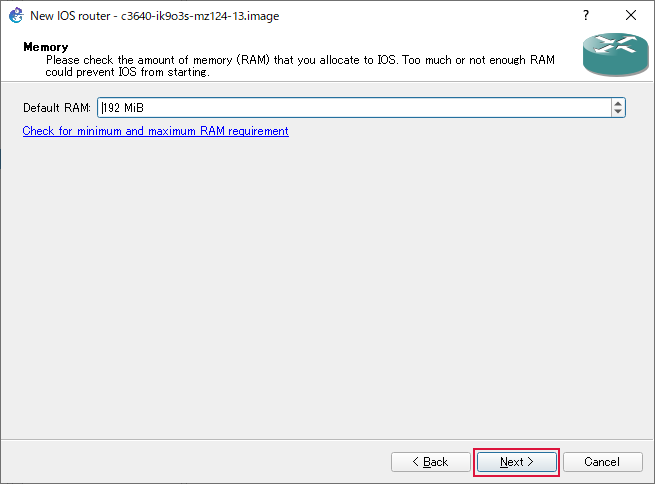 New IOS router - c3640-ik9o3s-mz124-13.image
?
Memory
Please check the amount of memory (RAM) that you allocate to IOS. Too much or not enough RAM
could prevent IOS from starting.
Default RAM: 192 MiB
Check for minimum and maximum RAM requirement
< Back Next > Cancel